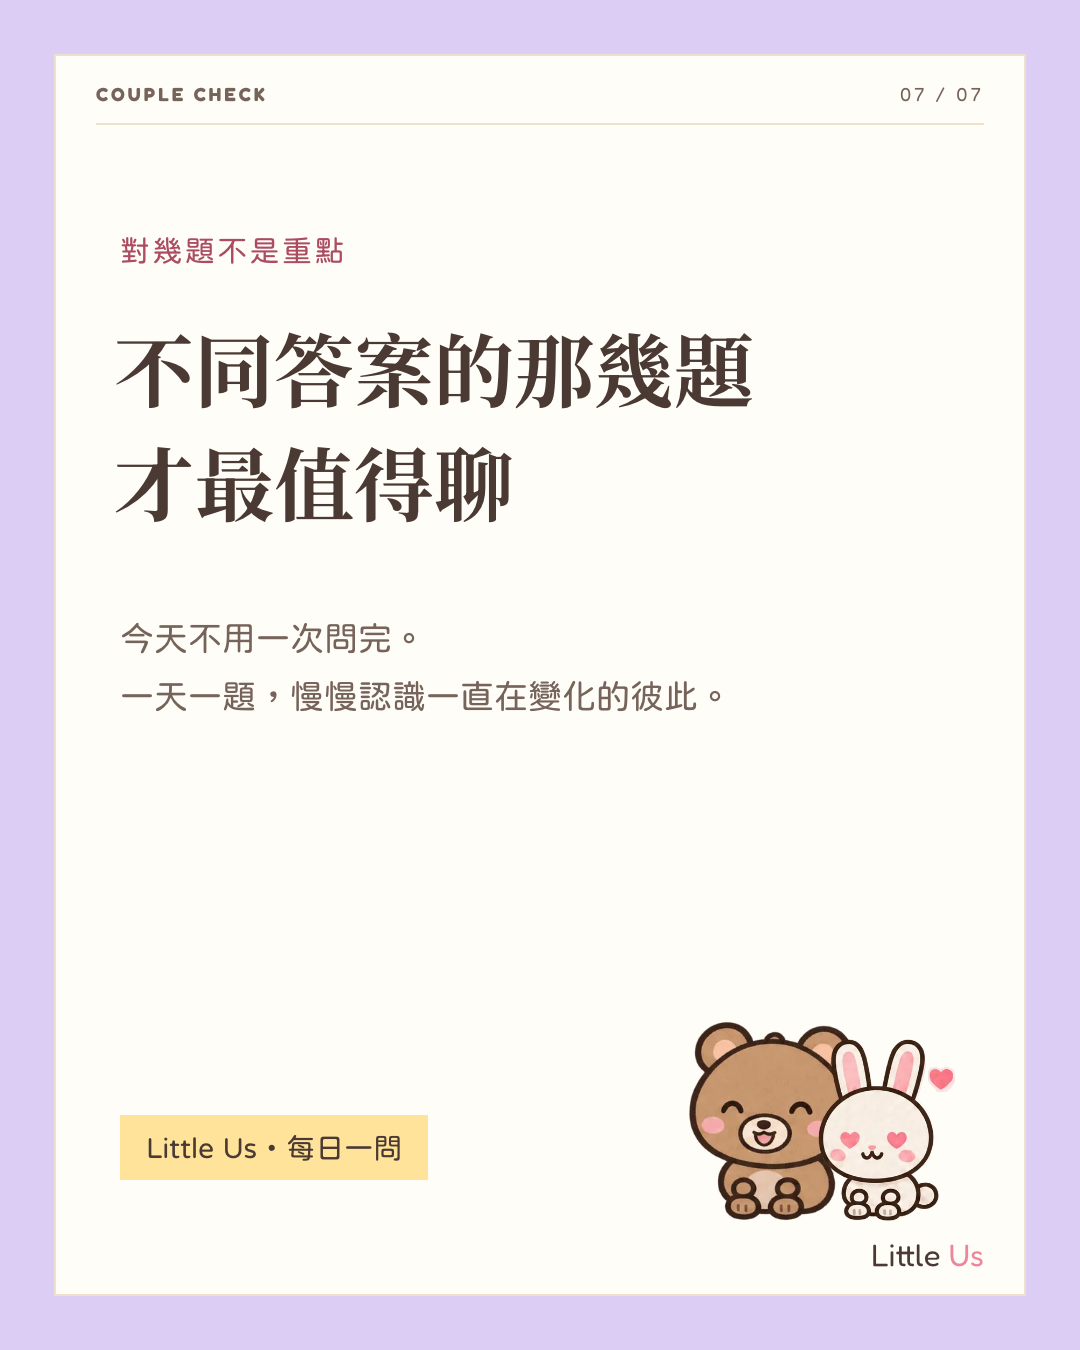 COUPLE CHECK
07 / 07
對幾題不是重點
不同答案的那幾題
才最值得聊
今天不用一次問完。
一天一題，慢慢認識一直在變化的彼此。
Little Us・每日一問
Little Us